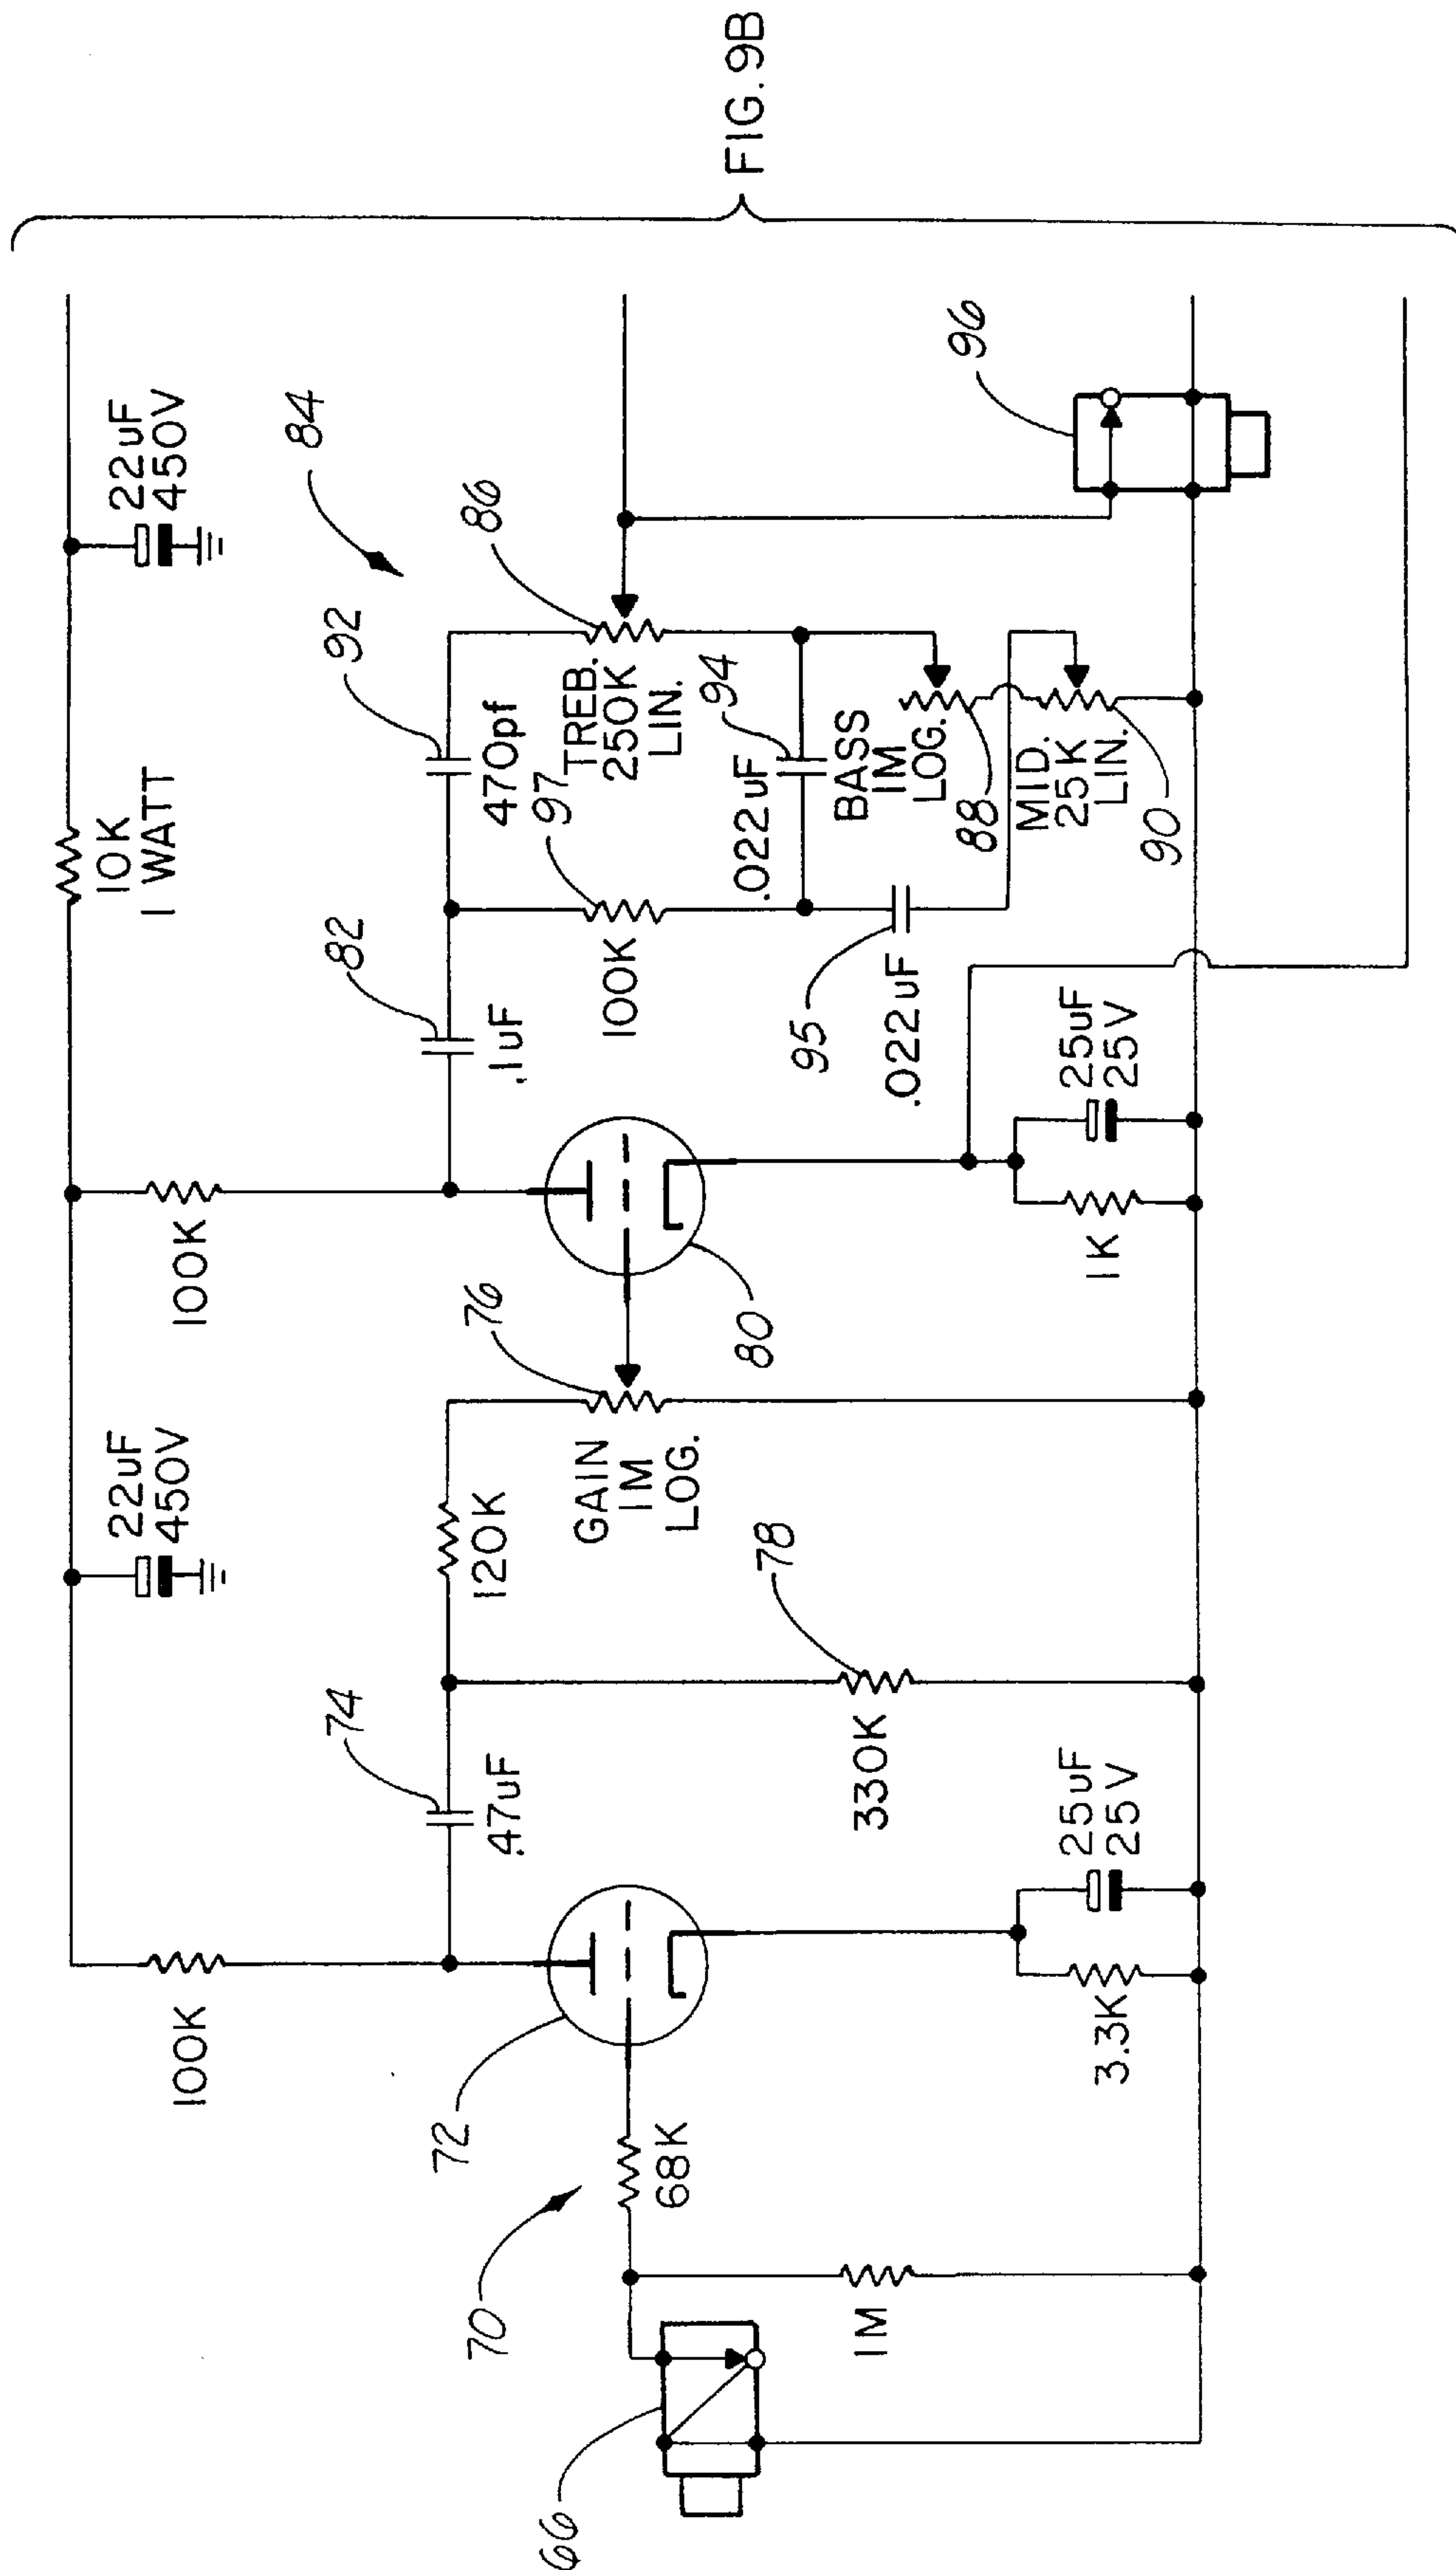 22uF
450V
10K
1 WATT
22uF
450V
84
100K
100K
74
.47uF
120K
76
82
.1uF
92
470pf
86
97
100K
TREB.
250K
LIN.
94
.022uF
GAIN
1M
LOG.
72
70
68K
66
78
330K
80
95
.022uF
BASS
1M
LOG.
88
MID.
25K
LIN.
90
96
1M
3.3K
25uF
25V
1K
25uF
25V
FIG. 9B